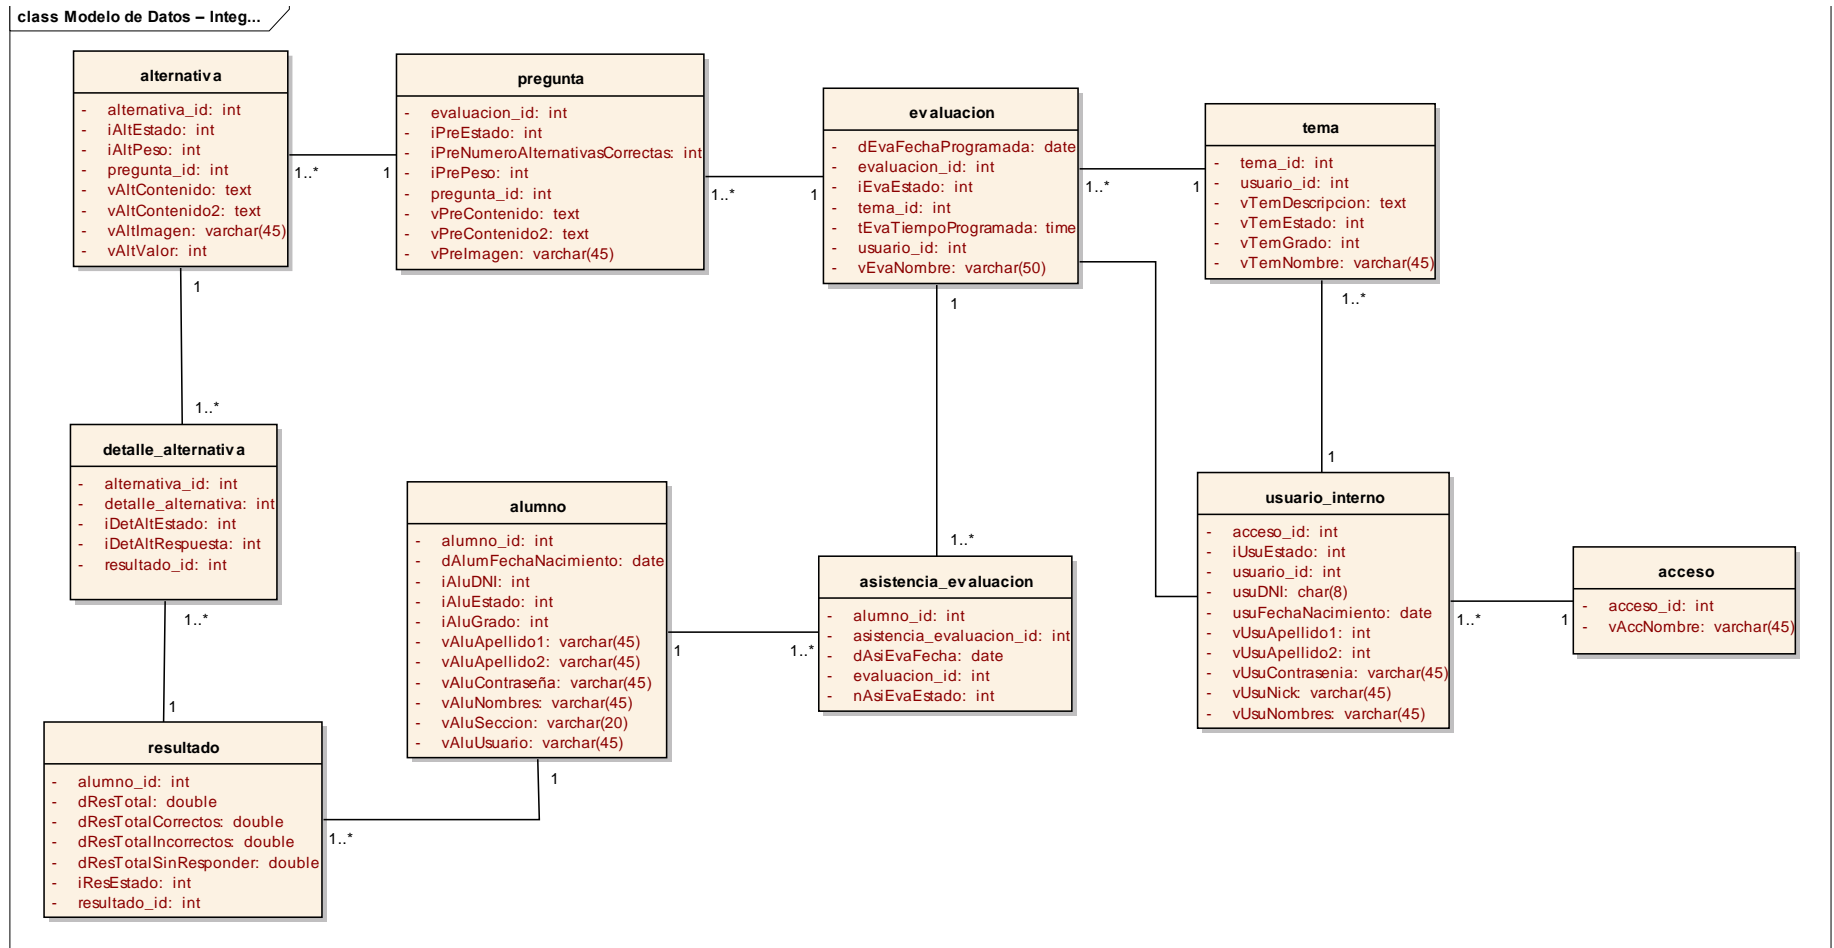 class Modelo de Datos – Integ...
alternativa
- alternativa_id: int
- iAltEstado: int
- iAltPeso: int
- pregunta_id: int
- vAltContenido: text
- vAltContenido2: text
- vAltImagen: varchar(45)
- vAltValor: int
pregunta
- evaluacion_id: int
- iPreEstado: int
- iPreNumeroAlternativasCorrectas: int
- iPrePeso: int
- pregunta_id: int
- vPreContenido: text
- vPreContenido2: text
- vPreImagen: varchar(45)
evaluacion
- dEvaFechaProgramada: date
- evaluacion_id: int
- iEvaEstado: int
- tema_id: int
- tEvaTiempoProgramada: time
- usuario_id: int
- vEvaNombre: varchar(50)
tema
- tema_id: int
- usuario_id: int
- vTemDescripcion: text
- vTemEstado: int
- vTemGrado: int
- vTemNombre: varchar(45)
1..*
1
1..*
1
1..*
1
1
1..*
1
1..*
1..*
1
detalle_alternativa
- alternativa_id: int
- detalle_alternativa: int
- iDetAltEstado: int
- iDetAltRespuesta: int
- resultado_id: int
alumno
- alumno_id: int
- dAlumFechaNacimiento: date
- iAluDNI: int
- iAluEstado: int
- iAluGrado: int
- vAluApellido1: varchar(45)
- vAluApellido2: varchar(45)
- vAluContraseña: varchar(45)
- vAluNombres: varchar(45)
- vAluSeccion: varchar(20)
- vAluUsuario: varchar(45)
asistencia_evaluacion
- alumno_id: int
- asistencia_evaluacion_id: int
- dAsiEvaFecha: date
- evaluacion_id: int
- nAsiEvaEstado: int
usuario_interno
- acceso_id: int
- iUsuEstado: int
- usuario_id: int
- usuDNI: char(8)
- usuFechaNacimiento: date
- vUsuApellido1: int
- vUsuApellido2: int
- vUsuContrasenia: varchar(45)
- vUsuNick: varchar(45)
- vUsuNombres: varchar(45)
acceso
- acceso_id: int
- vAccNombre: varchar(45)
1..*
1
1
1..*
1..*
1
1
1..*
resultado
- alumno_id: int
- dResTotal: double
- dResTotalCorrectos: double
- dResTotalIncorrectos: double
- dResTotalSinResponder: double
- iResEstado: int
- resultado_id: int